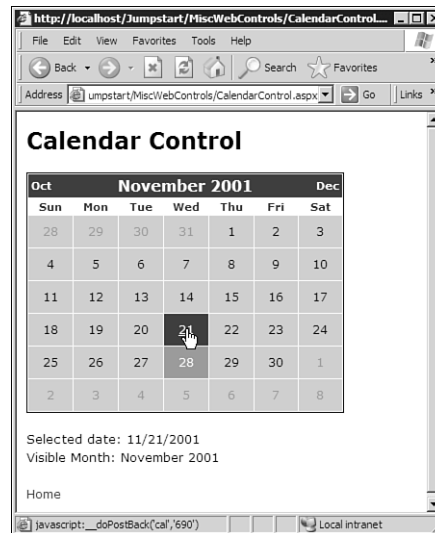 http://localhost/Jumpstart/MiscWebControls/CalendarControl....
File Edit View Favorites Tools Help
Back Search Favorites »
Address umpstart/MiscWebControls/CalendarControl.aspx Go Links »
Calendar Control
Oct November 2001 Dec
Sun Mon Tue Wed Thu Fri Sat
28 29 30 31 1 2 3
4 5 6 7 8 9 10
11 12 13 14 15 16 17
18 19 20 21 22 23 24
25 26 27 28 29 30 1
2 3 4 5 6 7 8
Selected date: 11/21/2001
Visible Month: November 2001
Home
javascript:__doPostBack('cal','690') Local intranet